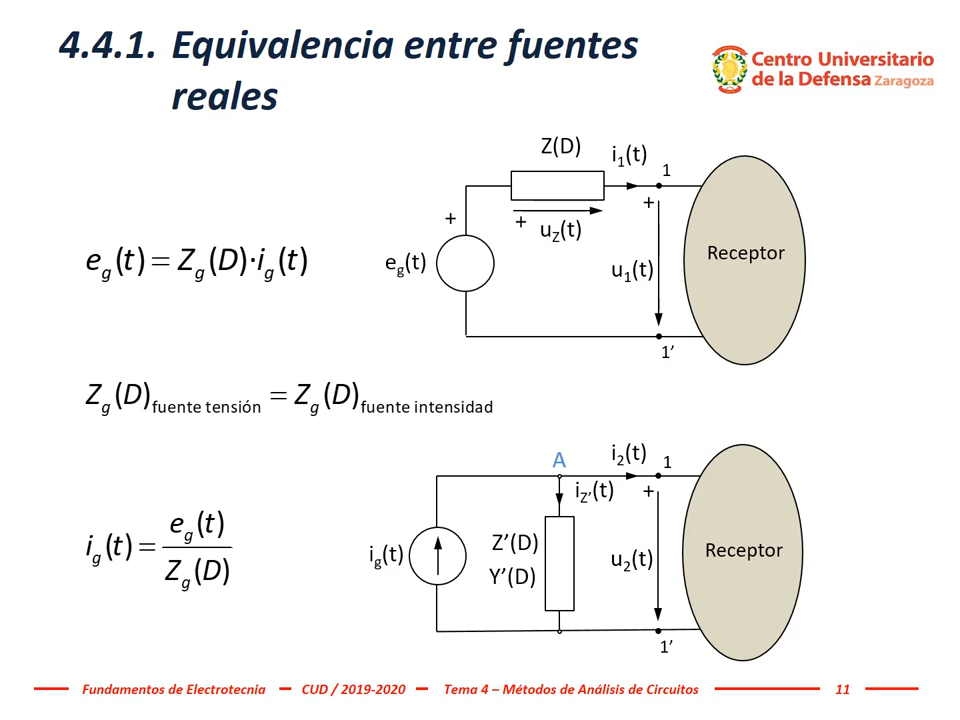 4.4.1. Equivalencia entre fuentes
reales
Centro Universitario
de la Defensa Zaragoza
Z(D)
i₁(t)
1
+
+
+ u_Z(t)
e_g(t)
u₁(t)
Receptor
1’
e_g(t) = Z_g(D)·i_g(t)
Z_g(D)fuente tensión = Z_g(D)fuente intensidad
A
i₂(t)
1
i_Z’(t)
+
i_g(t)
Z’(D)
Y’(D)
u₂(t)
Receptor
1’
i_g(t) = e_g(t)
Z_g(D)
Fundamentos de Electrotecnia — CUD / 2019-2020 — Tema 4 – Métodos de Análisis de Circuitos 11